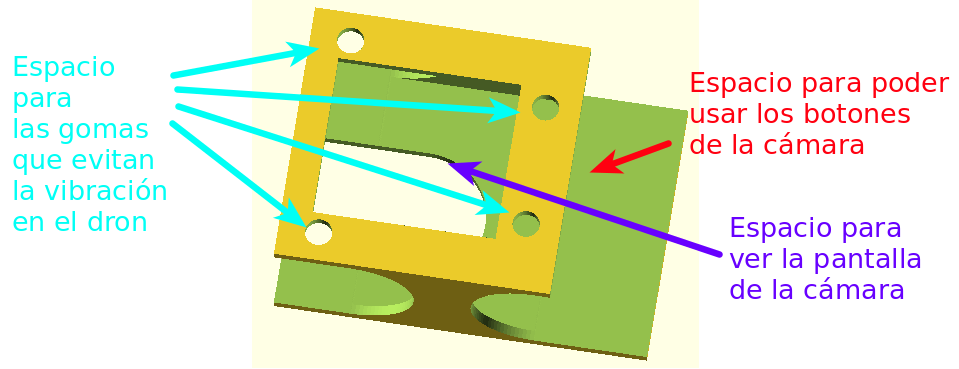 Espacio
para
las gomas
que evitan
la vibración
en el dron
Espacio para poder
usar los botones
de la cámara
Espacio para
ver la pantalla
de la cámara